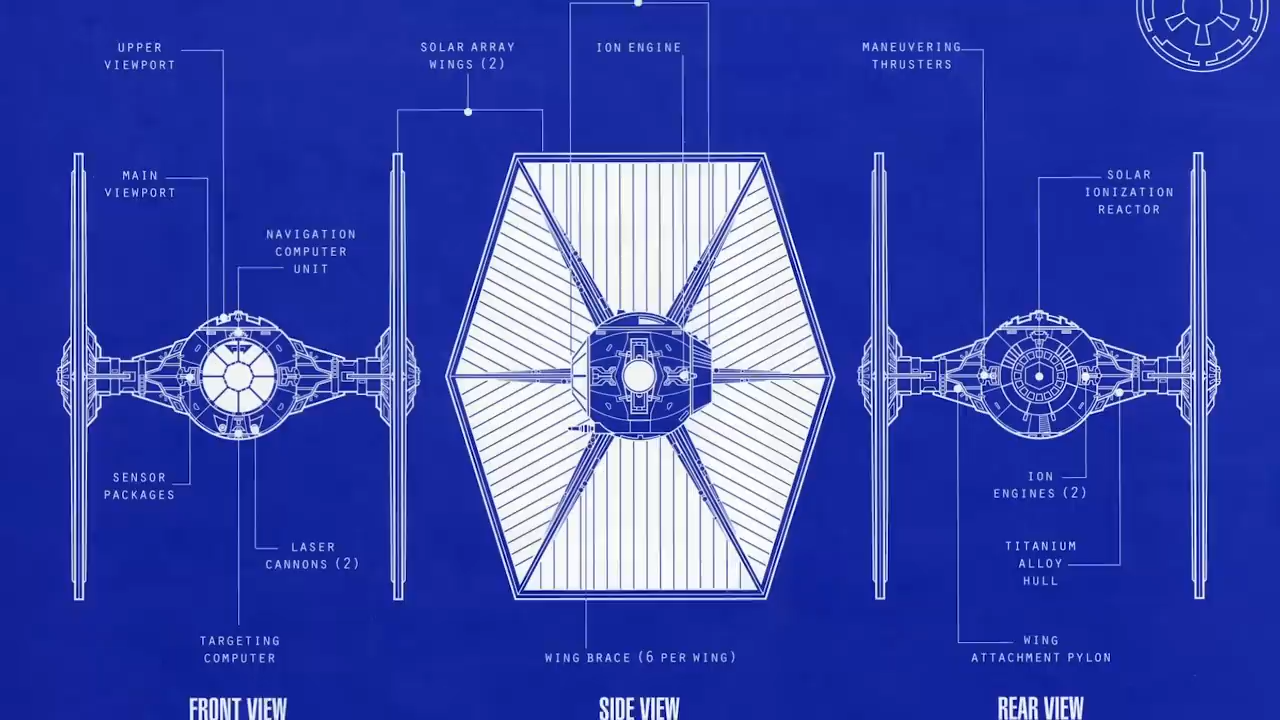 UPPER
VIEWPORT
SOLAR ARRAY
WINGS (2)
ION ENGINE
MANEUVERING
THRUSTERS
MAIN
VIEWPORT
SOLAR
IONIZATION
REACTOR
NAVIGATION
COMPUTER
UNIT
SENSOR
PACKAGES
ION
ENGINES (2)
LASER
CANNONS (2)
TITANIUM
ALLOY
HULL
TARGETING
COMPUTER
WING BRACE (6 PER WING)
WING
ATTACHMENT PYLON
FRONT VIEW
SIDE VIEW
REAR VIEW